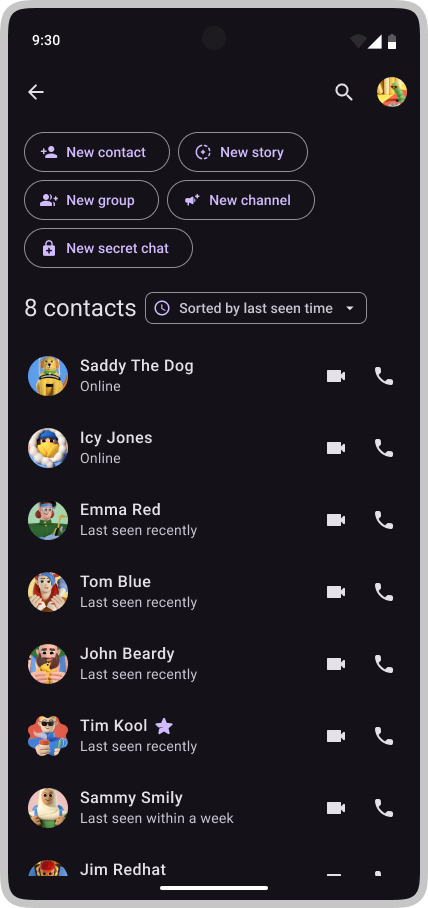 9:30
New contact
New story
New group
New channel
New secret chat
8 contacts
Sorted by last seen time
Saddy The Dog
Online
Icy Jones
Online
Emma Red
Last seen recently
Tom Blue
Last seen recently
John Beardy
Last seen recently
Tim Kool
Last seen recently
Sammy Smily
Last seen within a week
Jim Redhat